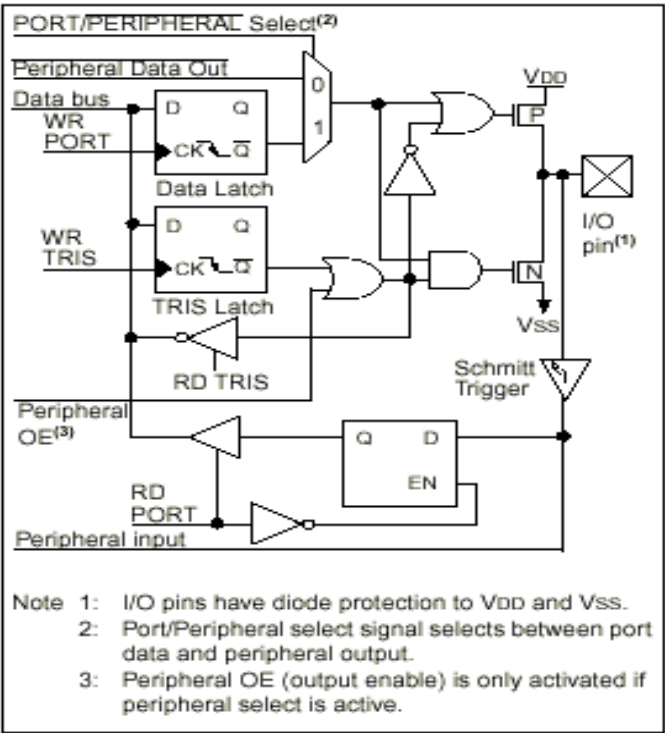 PORT/PERIPHERAL Select(2)
Peripheral Data Out
VDD
0
Data bus
D Q
P
WR
PORT
1
CK Q
Data Latch
I/O
pin(1)
D Q
WR
TRIS
CK Q
N
TRIS Latch
VSS
RD TRIS
Schmitt
Trigger
Peripheral
OE(3)
Q D
EN
RD
PORT
Peripheral input
Note 1: I/O pins have diode protection to VDD and VSS.
2: Port/Peripheral select signal selects between port
data and peripheral output.
3: Peripheral OE (output enable) is only activated if
peripheral select is active.